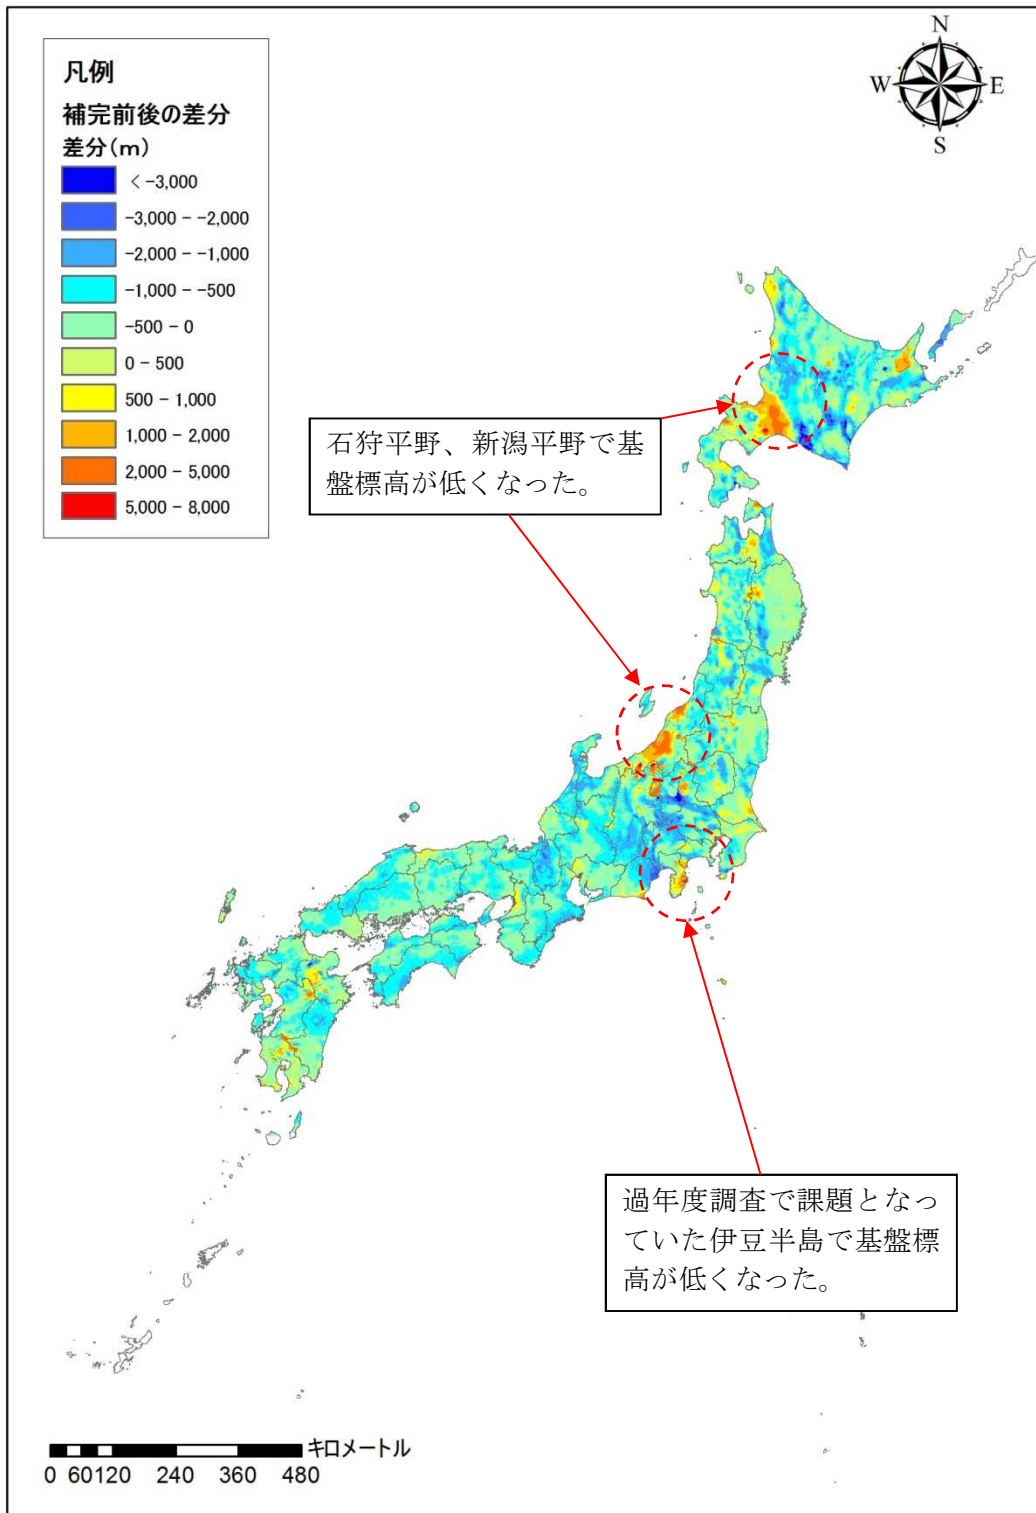 凡例
補完前後の差分
差分(m)
< -3,000
-3,000 - -2,000
-2,000 - -1,000
-1,000 - -500
-500 - 0
0 - 500
500 - 1,000
1,000 - 2,000
2,000 - 5,000
5,000 - 8,000
N
W
E
S
石狩平野、新潟平野で基
盤標高が低くなった。
過年度調査で課題となっ
ていた伊豆半島で基盤標
高が低くなった。
キロメートル
0 60120 240 360 480